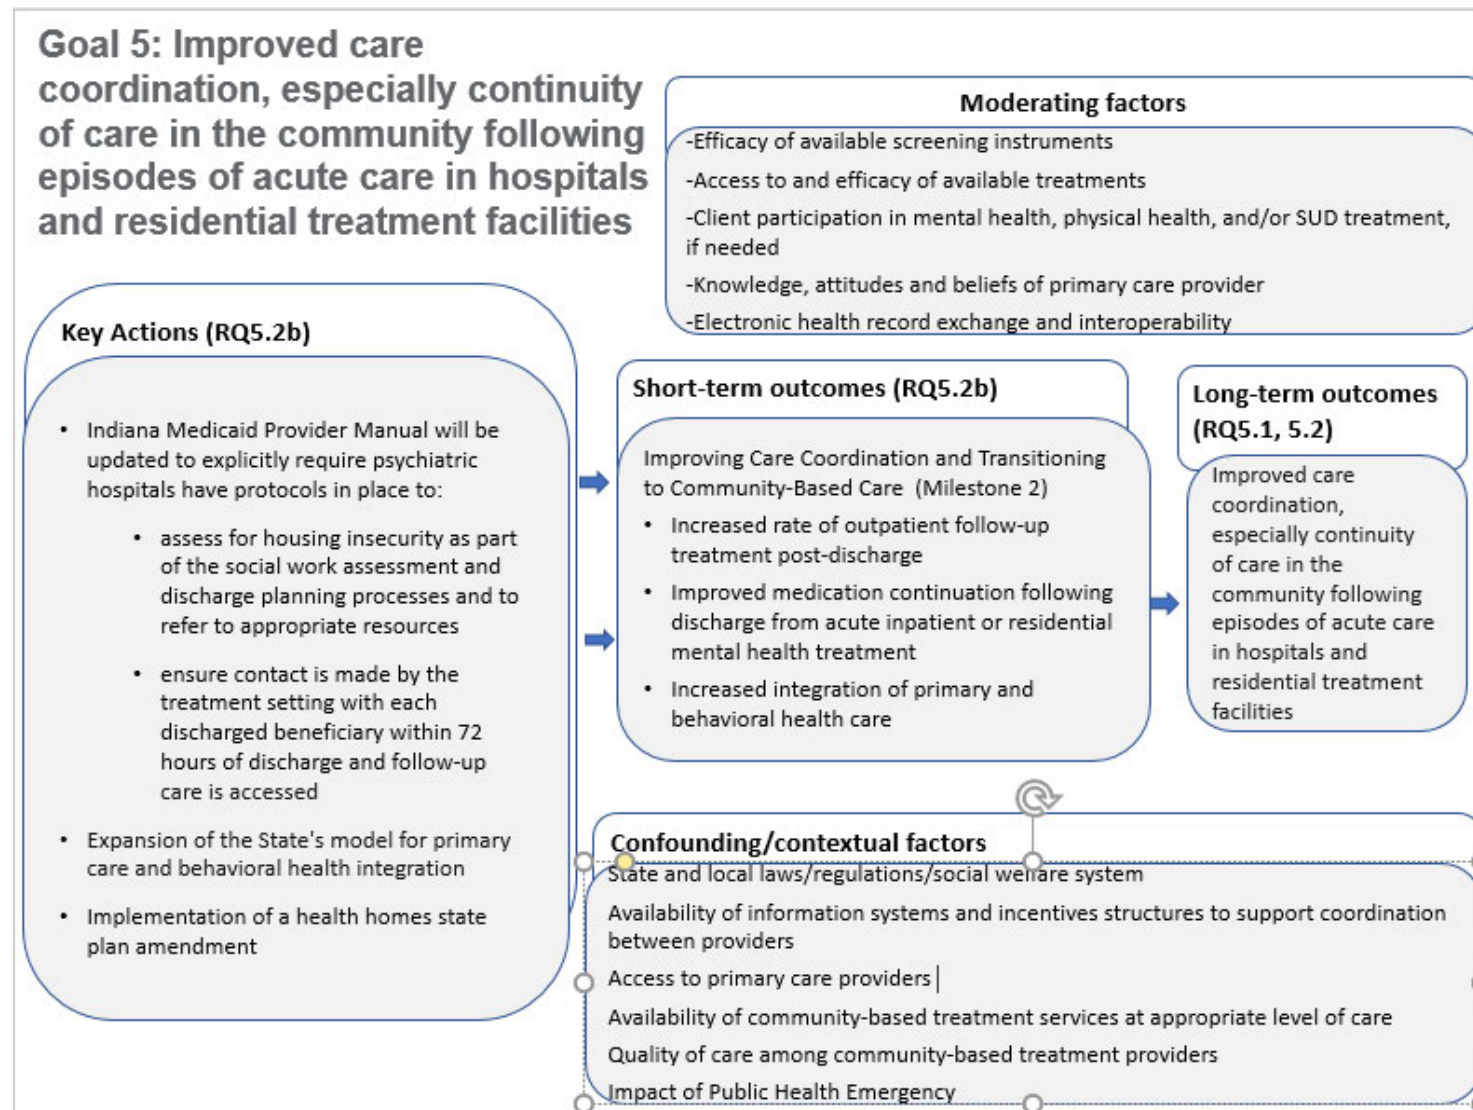 Goal 5: Improved care
coordination, especially continuity
of care in the community following
episodes of acute care in hospitals
and residential treatment facilities
Moderating factors
-Efficacy of available screening instruments
-Access to and efficacy of available treatments
-Client participation in mental health, physical health, and/or SUD treatment,
if needed
-Knowledge, attitudes and beliefs of primary care provider
-Electronic health record exchange and interoperability
Key Actions (RQ5.2b)
• Indiana Medicaid Provider Manual will be
updated to explicitly require psychiatric
hospitals have protocols in place to:
• assess for housing insecurity as part
of the social work assessment and
discharge planning processes and to
refer to appropriate resources
• ensure contact is made by the
treatment setting with each
discharged beneficiary within 72
hours of discharge and follow-up
care is accessed
• Expansion of the State's model for primary
care and behavioral health integration
• Implementation of a health homes state
plan amendment
Short-term outcomes (RQ5.2b)
Improving Care Coordination and Transitioning
to Community-Based Care (Milestone 2)
• Increased rate of outpatient follow-up
treatment post-discharge
• Improved medication continuation following
discharge from acute inpatient or residential
mental health treatment
• Increased integration of primary and
behavioral health care
Long-term outcomes
(RQ5.1, 5.2)
Improved care
coordination,
especially continuity
of care in the
community following
episodes of acute care
in hospitals and
residential treatment
facilities
Confounding/contextual factors
State and local laws/regulations/social welfare system
Availability of information systems and incentives structures to support coordination
between providers
Access to primary care providers
Availability of community-based treatment services at appropriate level of care
Quality of care among community-based treatment providers
Impact of Public Health Emergency